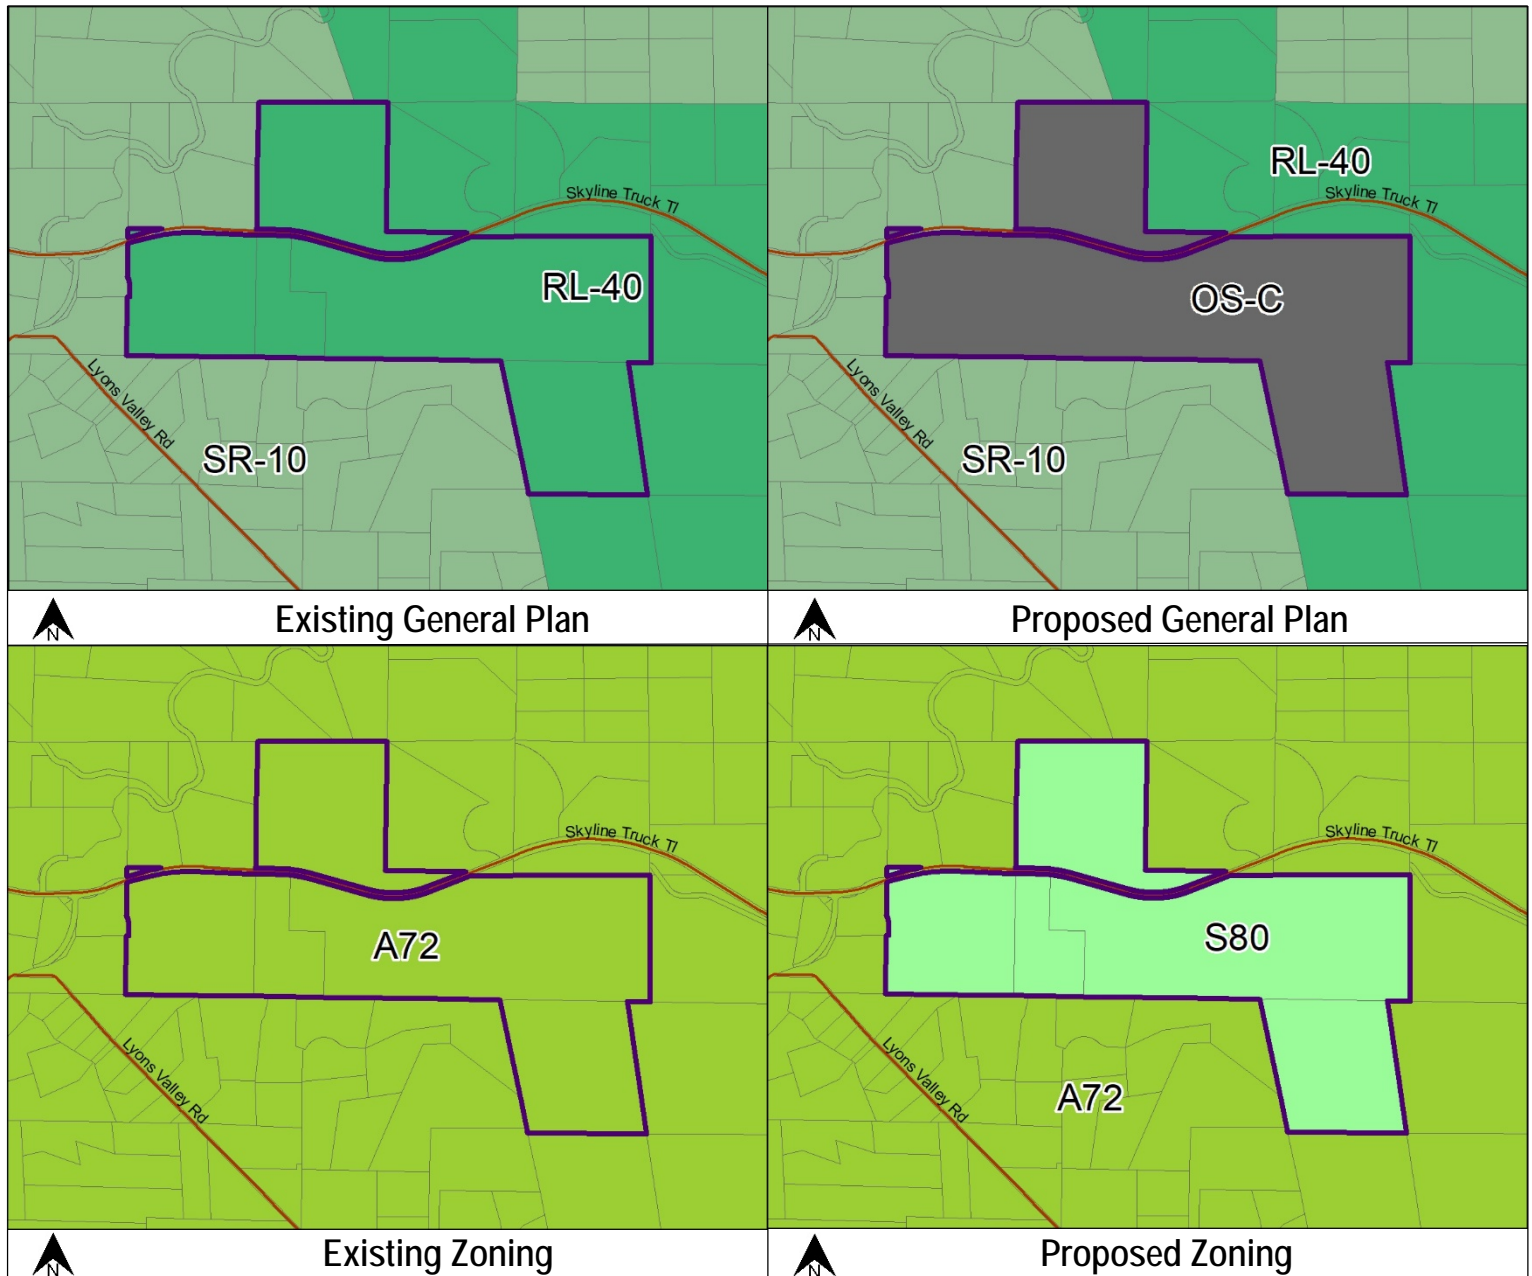 Skyline Truck Tl
RL-40
Lyons Valley Rd
SR-10
N
Existing General Plan
RL-40
Skyline Truck Tl
OS-C
Lyons Valley Rd
SR-10
N
Proposed General Plan
Skyline Truck Tl
A72
Lyons Valley Rd
N
Existing Zoning
Skyline Truck Tl
S80
Lyons Valley Rd
A72
N
Proposed Zoning